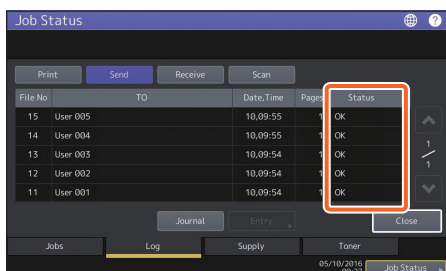 Job Status ?
Print Send Receive Scan
File No TO Date,Time Pages Status
15 User 005 10,09:55 1 OK
14 User 004 10,09:55 1 OK
13 User 003 10,09:54 1 OK
12 User 002 10,09:54 1 OK
11 User 001 10,09:54 1 OK
1
1
Journal Entry Close
Jobs Log Supply Toner
05/10/2016
Job Status